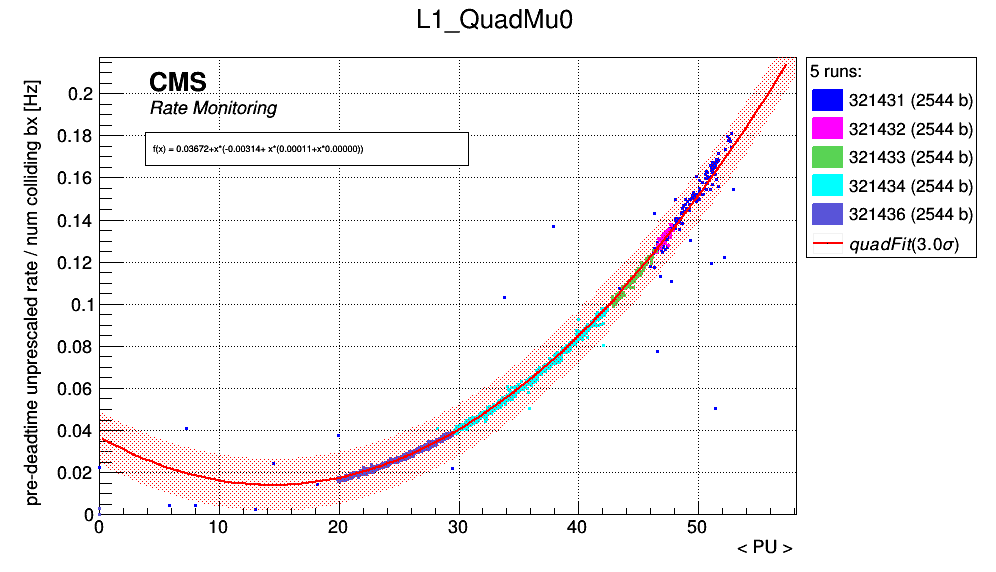 L1_QuadMu0
pre-deadtime unprescaled rate / num colliding bx [Hz]
0.2
0.18
0.16
0.14
0.12
0.1
0.08
0.06
0.04
0.02
0
CMS
Rate Monitoring
f(x) = 0.03672+x*(-0.00314+ x*(0.00011+x*0.00000))
0 10 20 30 40 50
< PU >
5 runs:
321431 (2544 b)
321432 (2544 b)
321433 (2544 b)
321434 (2544 b)
321436 (2544 b)
quadFit(3.0σ)